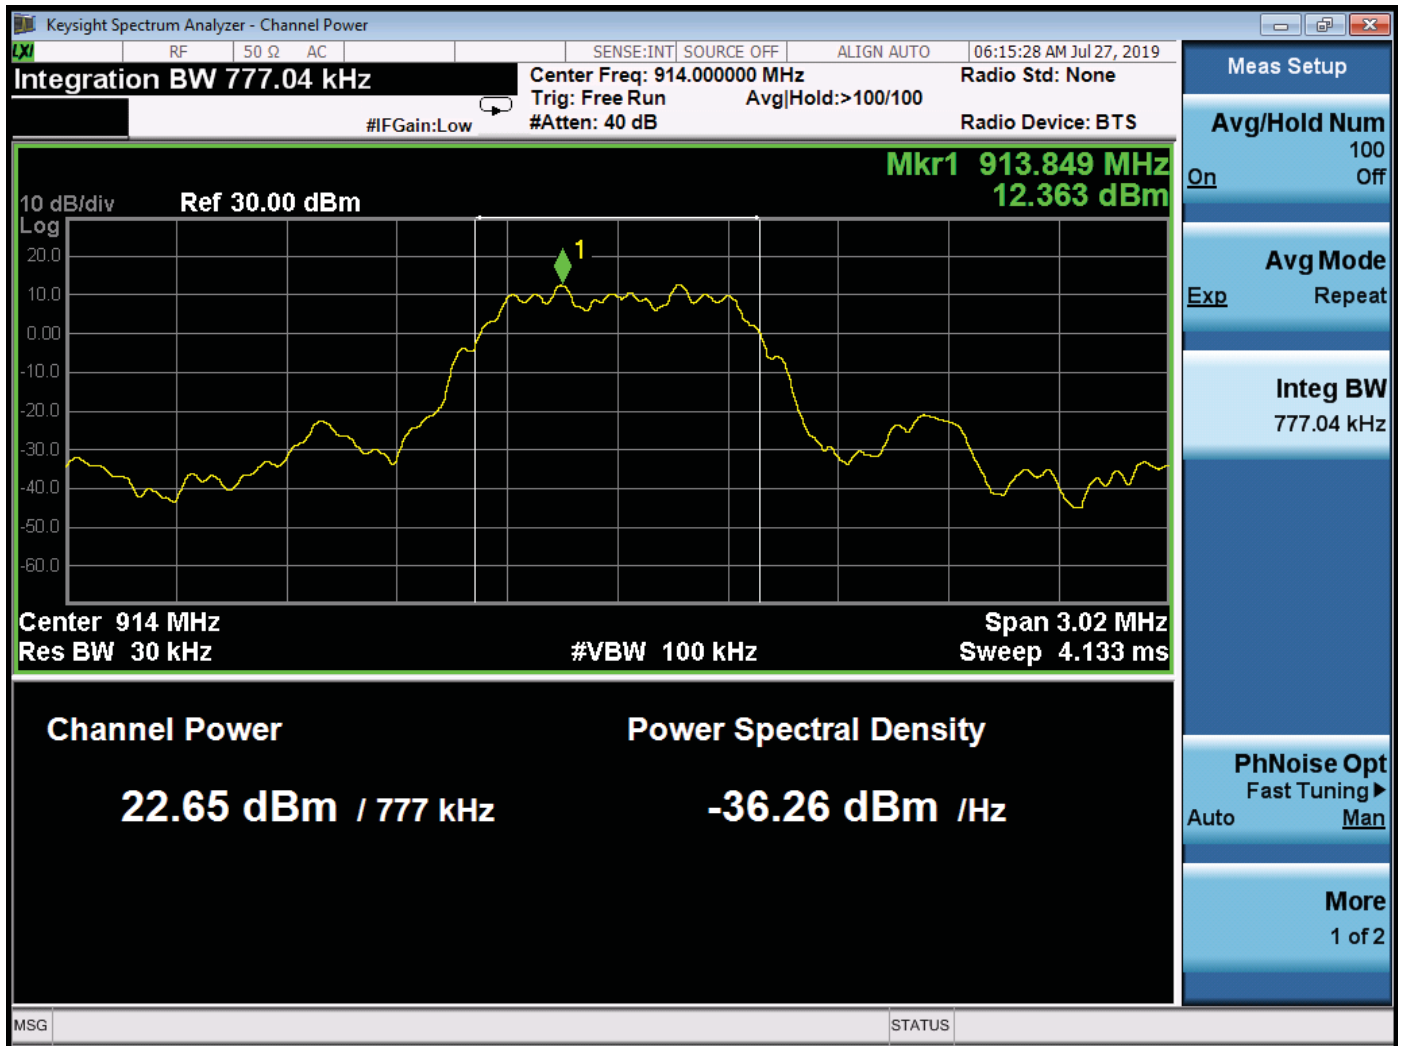 Keysight Spectrum Analyzer - Channel Power
LXI RF 50 Ω AC SENSE:INT SOURCE OFF ALIGN AUTO 06:15:28 AM Jul 27, 2019
Integration BW 777.04 kHz
Center Freq: 914.000000 MHz
Radio Std: None
Trig: Free Run Avg|Hold:>100/100
#IFGain:Low
#Atten: 40 dB
Radio Device: BTS
Mkr1 913.849 MHz
12.363 dBm
10 dB/div Ref 30.00 dBm
Log
1
20.0
10.0
0.00
-10.0
-20.0
-30.0
-40.0
-50.0
-60.0
Center 914 MHz
Span 3.02 MHz
Res BW 30 kHz
#VBW 100 kHz
Sweep 4.133 ms
Channel Power
Power Spectral Density
22.65 dBm / 777 kHz
-36.26 dBm /Hz
Meas Setup
Avg/Hold Num
100
On Off
Avg Mode
Exp Repeat
Integ BW
777.04 kHz
PhNoise Opt
Fast Tuning
Auto Man
More
1 of 2
MSG
STATUS